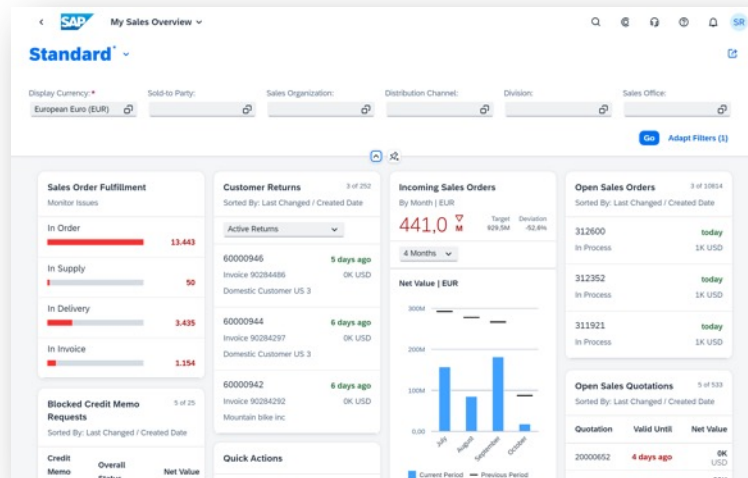 SAP My Sales Overview
SR
Standard*
Display Currency:*
Sold-to Party:
Sales Organization:
Distribution Channel:
Division:
Sales Office:
European Euro (EUR)
Go Adapt Filters (1)
Sales Order Fulfillment
Monitor Issues
In Order
13.443
In Supply
50
In Delivery
3.435
In Invoice
1.154
Blocked Credit Memo 5 of 25
Requests
Sorted By: Last Changed / Created Date
Credit
Memo
Overall
Status
Net Value
Customer Returns 3 of 252
Sorted By: Last Changed / Created Date
Active Returns
60000946 5 days ago
Invoice 90284486 0K USD
Domestic Customer US 3
60000944 6 days ago
Invoice 90284297 0K USD
Domestic Customer US 3
60000942 6 days ago
Invoice 90284292 0K USD
Mountain bike inc
Quick Actions
Incoming Sales Orders
By Month | EUR
441,0 M
Target Deviation
929,5M -52,6%
4 Months
Net Value | EUR
300M
200M
100M
0,00
July August September October
Current Period Previous Period
Open Sales Orders 3 of 10814
Sorted By: Last Changed / Created Date
312600 today
In Process 1K USD
312352 today
In Process 1K USD
311921 today
In Process 1K USD
Open Sales Quotations 5 of 533
Sorted By: Last Changed / Created Date
Quotation Valid Until Net Value
20000652 4 days ago 0K
USD